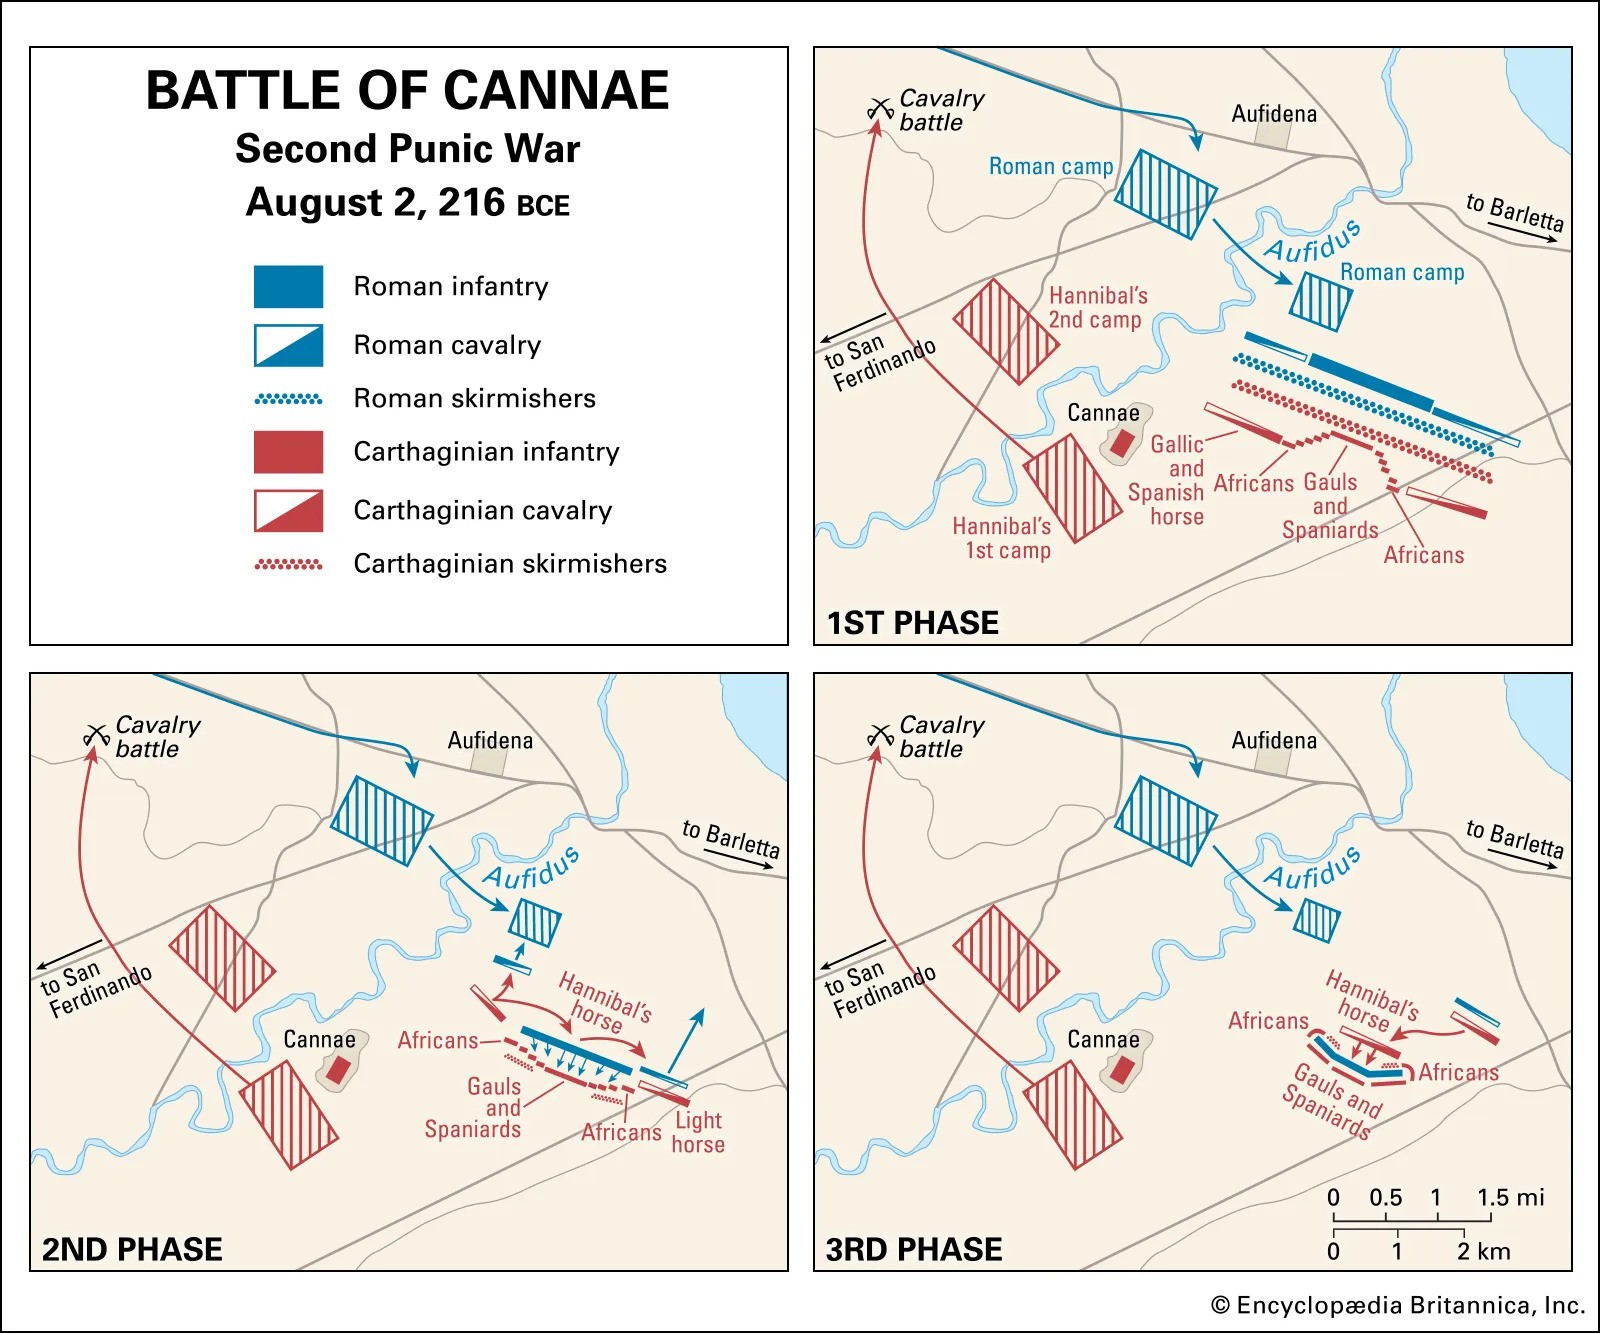 BATTLE OF CANNAE
Second Punic War
August 2, 216 BCE
Roman infantry
Roman cavalry
Roman skirmishers
Carthaginian infantry
Carthaginian cavalry
Carthaginian skirmishers
Cavalry
battle
Aufidena
Roman camp
to Barletta
Aufidus
Roman camp
Hannibal's
2nd camp
to San
Ferdinando
Cannae
Gallic
and
Spanish
horse
Africans
Gauls
and
Spaniards
Africans
Hannibal's
1st camp
1ST PHASE
Cavalry
battle
Aufidena
to Barletta
Aufidus
to San
Ferdinando
Hannibal's
horse
Cannae
Africans
Gauls
and
Spaniards
Africans
Light
horse
2ND PHASE
Cavalry
battle
Aufidena
to Barletta
Aufidus
to San
Ferdinando
Hannibal's
horse
Africans
Cannae
Africans
Gauls and
Spaniards
0 0.5 1 1.5 mi
0 1 2 km
3RD PHASE
© Encyclopædia Britannica, Inc.